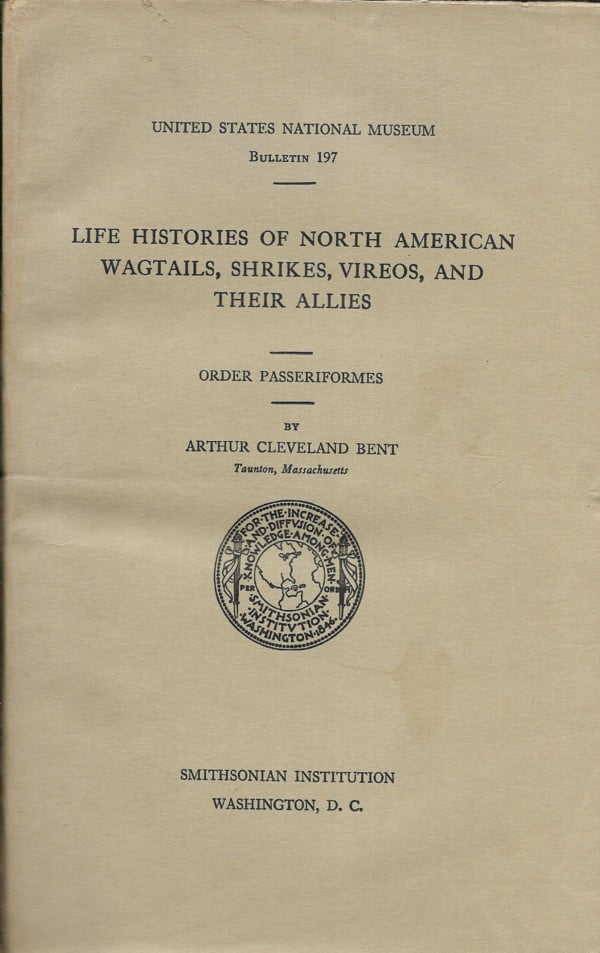 UNITED STATES NATIONAL MUSEUM
BULLETIN 197
LIFE HISTORIES OF NORTH AMERICAN
WAGTAILS, SHRIKES, VIREOS, AND
THEIR ALLIES
ORDER PASSERIFORMES
BY
ARTHUR CLEVELAND BENT
Taunton, Massachusetts
FOR·THE·INCREASE
AND·DIFFVSION·OF
KNOWLEDGE·AMONG·MEN
PER ORBEM
SMITHSONIAN
INSTITVTION
WASHINGTON·1846
SMITHSONIAN INSTITUTION
WASHINGTON, D. C.